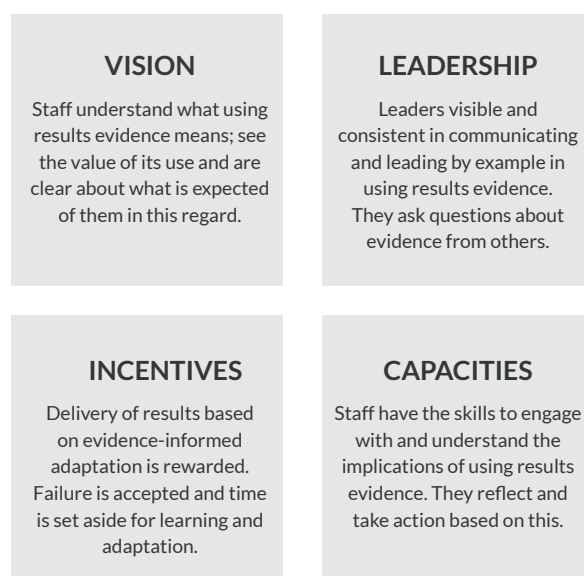 VISION
Staff understand what using
results evidence means; see
the value of its use and are
clear about what is expected
of them in this regard.
LEADERSHIP
Leaders visible and
consistent in communicating
and leading by example in
using results evidence.
They ask questions about
evidence from others.
INCENTIVES
Delivery of results based
on evidence-informed
adaptation is rewarded.
Failure is accepted and time
is set aside for learning and
adaptation.
CAPACITIES
Staff have the skills to engage
with and understand the
implications of using results
evidence. They reflect and
take action based on this.